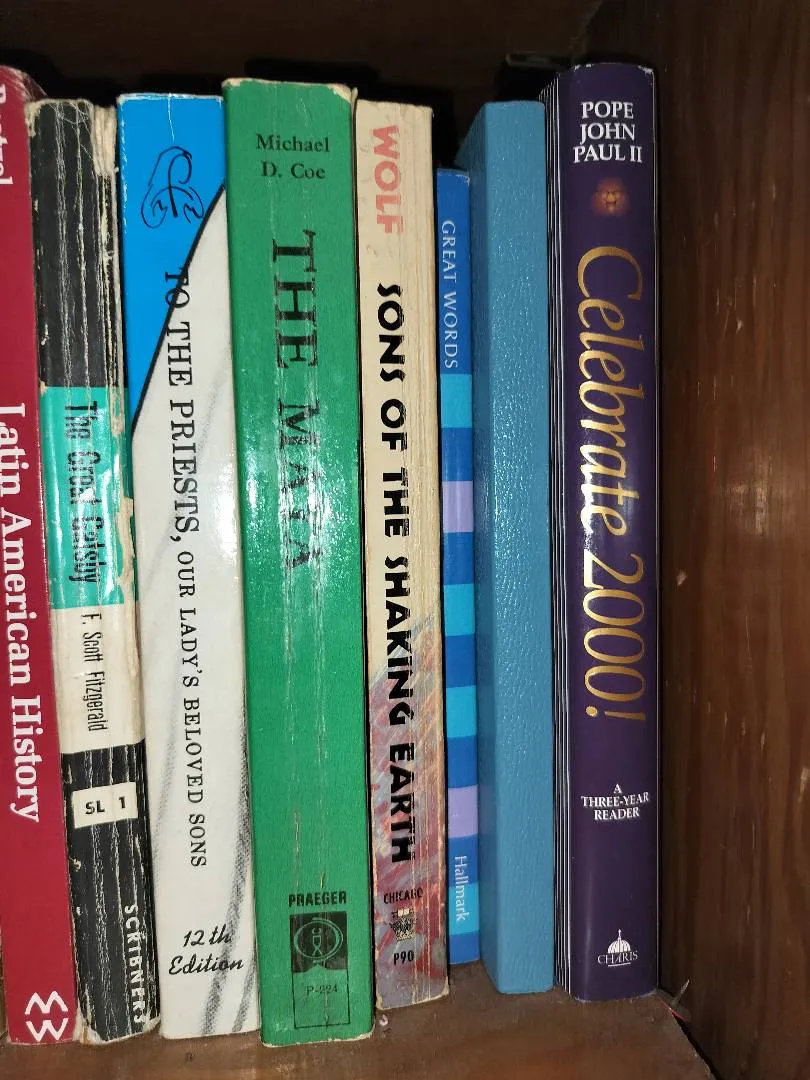 Latin American History
MW
The Great Gatsby
F. Scott Fitzgerald
SL 1
SCRIBNERS
TO THE PRIESTS, OUR LADY'S BELOVED SONS
12th
Edition
Michael
D. Coe
THE MAYA
PRAEGER
P-224
WOLF
SONS OF THE SHAKING EARTH
CHICAGO
P90
GREAT WORDS
Hallmark
POPE
JOHN
PAUL II
Celebrate 2000!
A
THREE-YEAR
READER
CHARIS